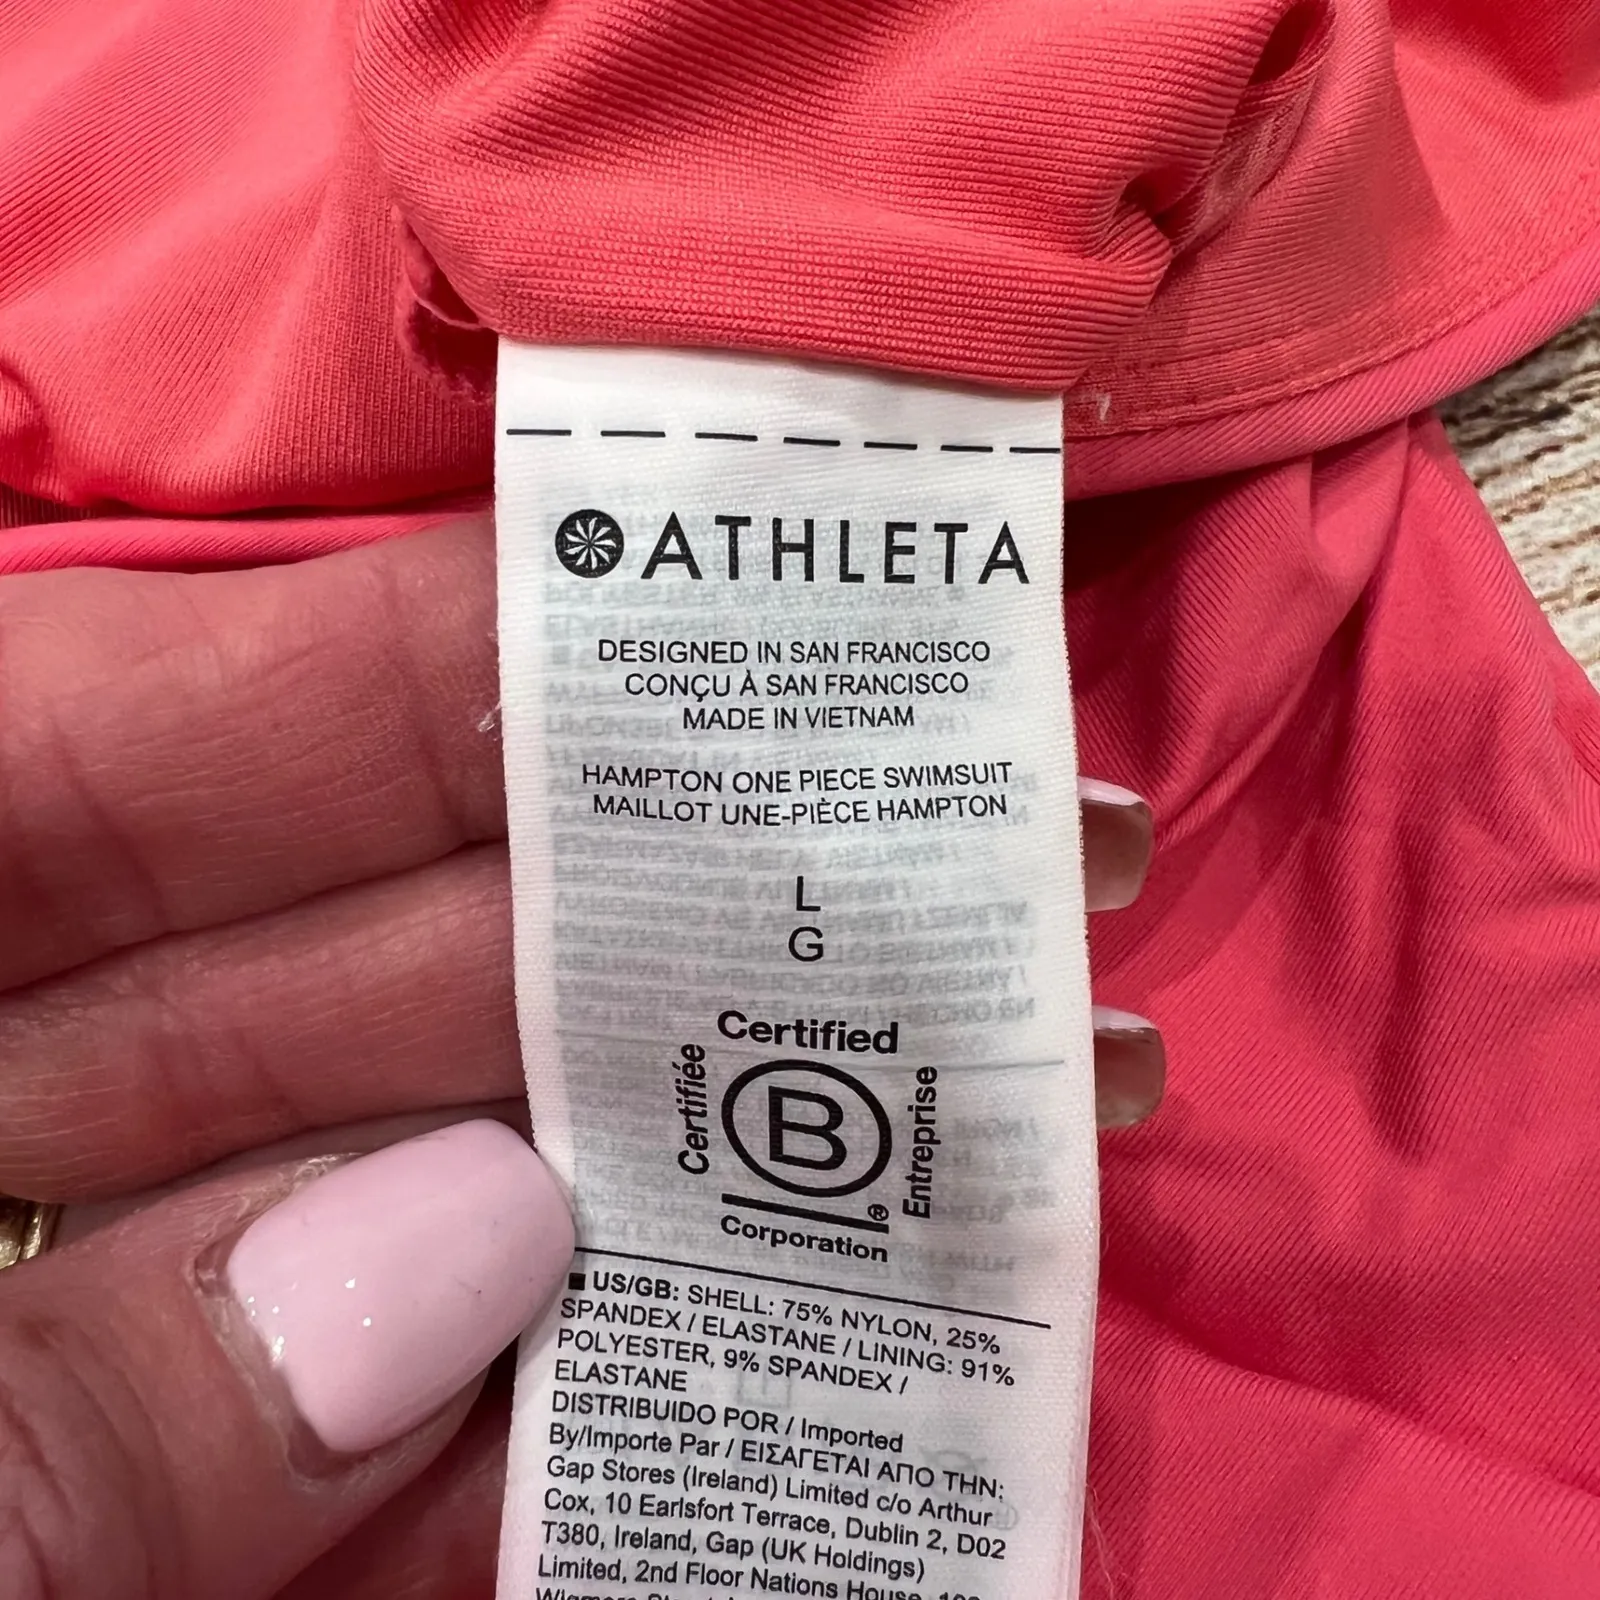 ATHLETA
DESIGNED IN SAN FRANCISCO
CONÇU À SAN FRANCISCO
MADE IN VIETNAM
HAMPTON ONE PIECE SWIMSUIT
MAILLOT UNE-PIÈCE HAMPTON
L
G
Certified
Certifiée
B
Entreprise
®
Corporation
■ US/GB: SHELL: 75% NYLON, 25%
SPANDEX / ELASTANE / LINING: 91%
POLYESTER, 9% SPANDEX /
ELASTANE
DISTRIBUIDO POR / Imported
By/Importe Par / ΕΙΣΑΓΕΤΑΙ ΑΠΟ ΤΗΝ:
Gap Stores (Ireland) Limited c/o Arthur
Cox, 10 Earlsfort Terrace, Dublin 2, D02
T380, Ireland, Gap (UK Holdings)
Limited, 2nd Floor Nations House,